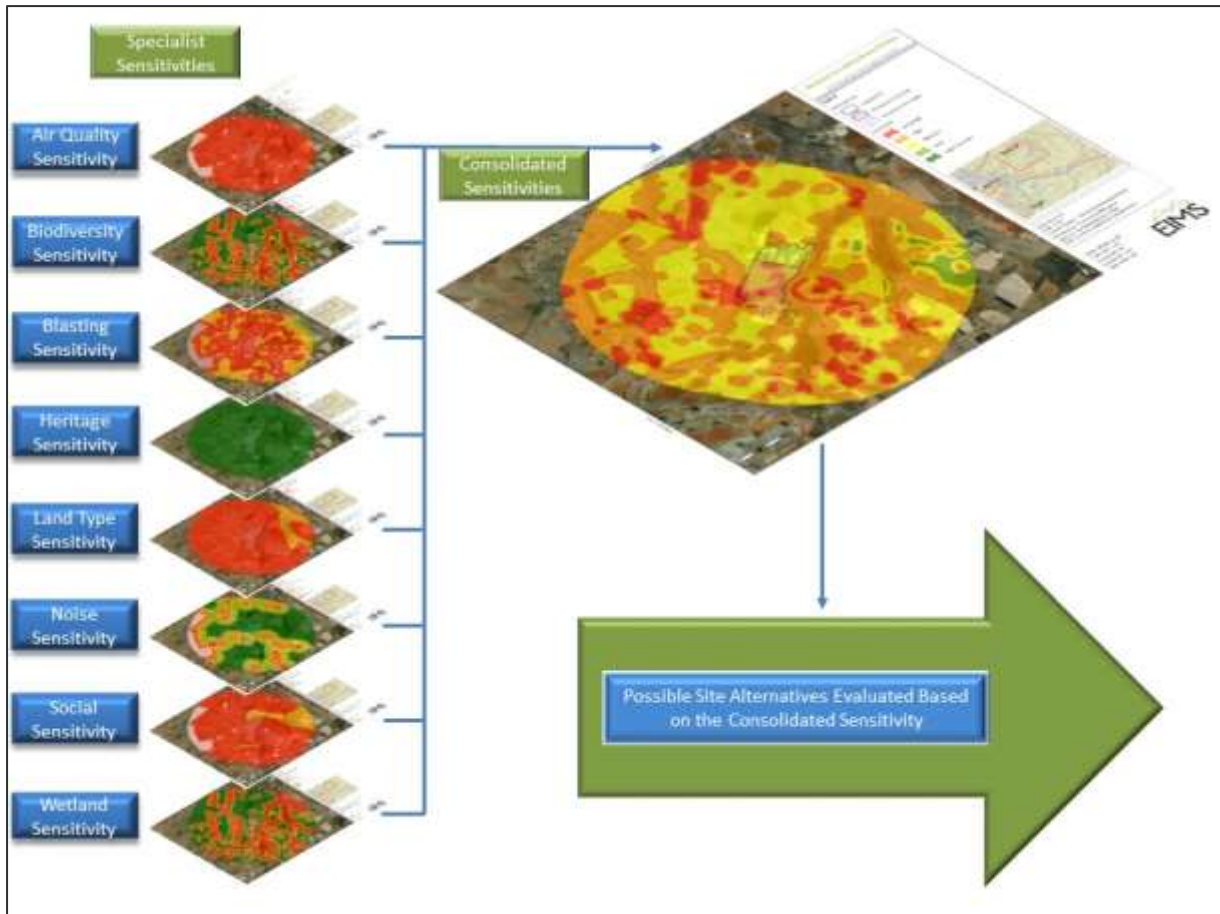 Specialist
Sensitivities
Air Quality
Sensitivity
Biodiversity
Sensitivity
Blasting
Sensitivity
Heritage
Sensitivity
Land Type
Sensitivity
Noise
Sensitivity
Social
Sensitivity
Wetland
Sensitivity
Consolidated
Sensitivities
EIMS
Possible Site Alternatives Evaluated Based
on the Consolidated Sensitivity